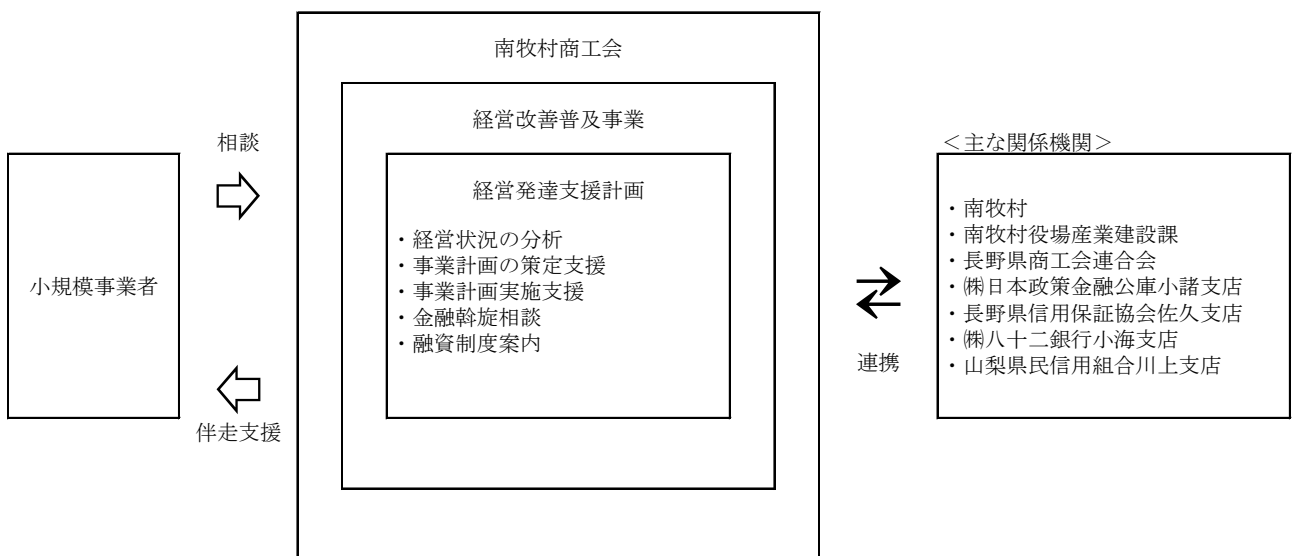 南牧村商工会
経営改善普及事業
経営発達支援計画
・経営状況の分析
・事業計画の策定支援
・事業計画実施支援
・金融斡旋相談
・融資制度案内
相談
小規模事業者
伴走支援
連携
＜主な関係機関＞
・南牧村
・南牧村役場産業建設課
・長野県商工会連合会
・㈱日本政策金融公庫小諸支店
・長野県信用保証協会佐久支店
・㈱八十二銀行小海支店
・山梨県民信用組合川上支店